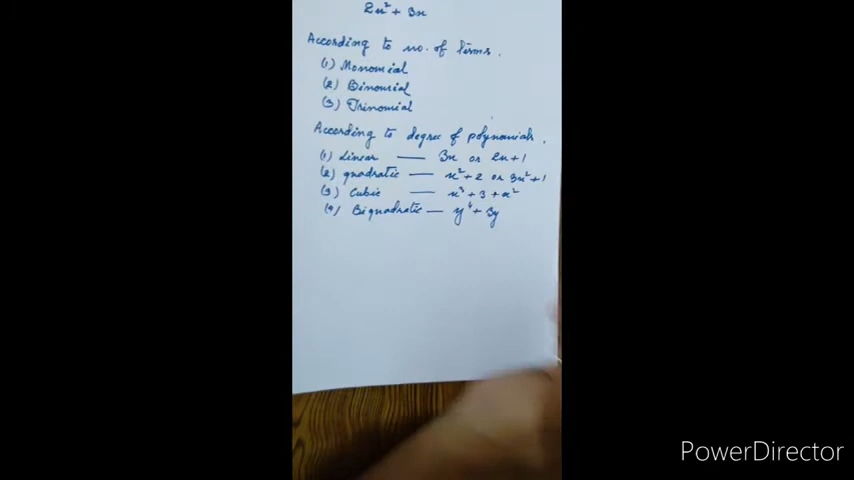 2x² + 3x
According to no. of terms.
(1) Monomial
(2) Binomial
(3) Trinomial
According to degree of polynomials.
(1) Linear — 3x or 2x+1
(2) quadratic — x²+2 or 3x²+1
(3) Cubic — x³+3+x²
(4) Biquadratic — y⁴+3y
PowerDirector